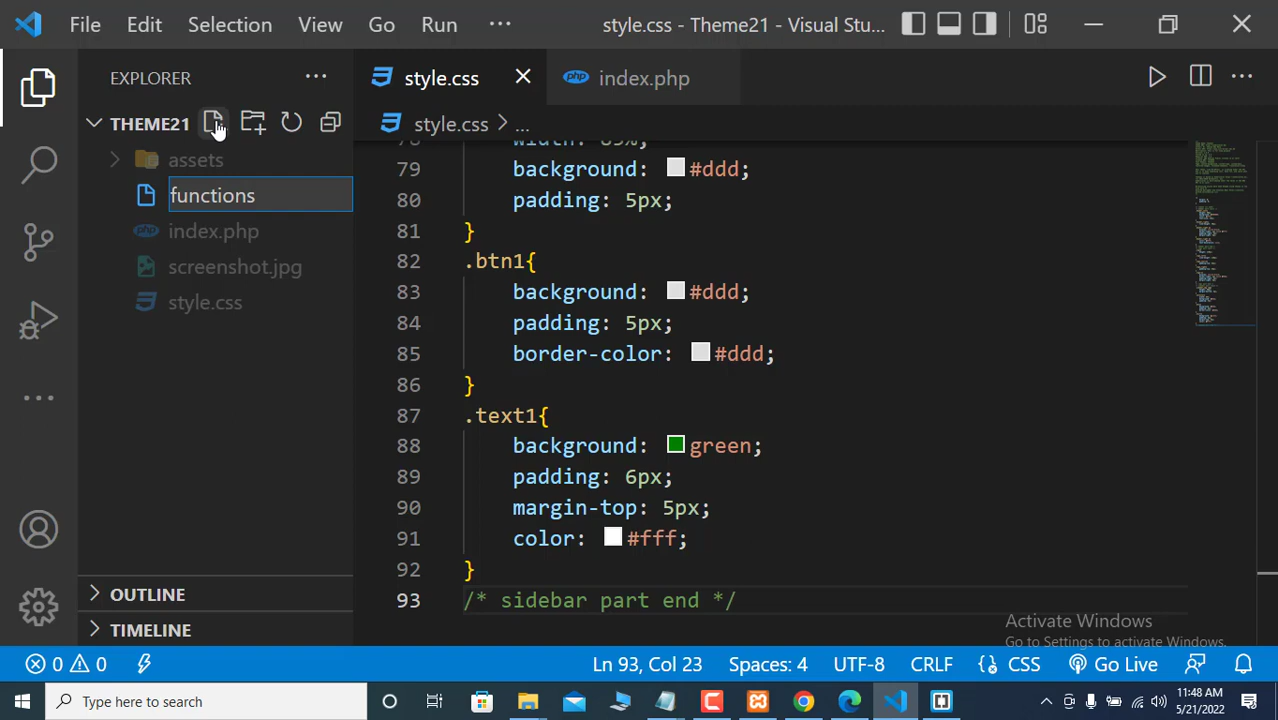 File Edit Selection View Go Run ··· style.css - Theme21 - Visual Stu...
EXPLORER ···
style.css index.php ···
THEME21
style.css > ...
assets
functions
index.php
screenshot.jpg
style.css
OUTLINE
TIMELINE
79 background: #ddd;
80 padding: 5px;
81 }
82 .btn1{
83 background: #ddd;
84 padding: 5px;
85 border-color: #ddd;
86 }
87 .text1{
88 background: green;
89 padding: 6px;
90 margin-top: 5px;
91 color: #fff;
92 }
93 /* sidebar part end */
Activate Windows
Go to Settings to activate Windows.
0 0 Ln 93, Col 23 Spaces: 4 UTF-8 CRLF {} CSS Go Live
Type here to search
11:48 AM
5/21/2022